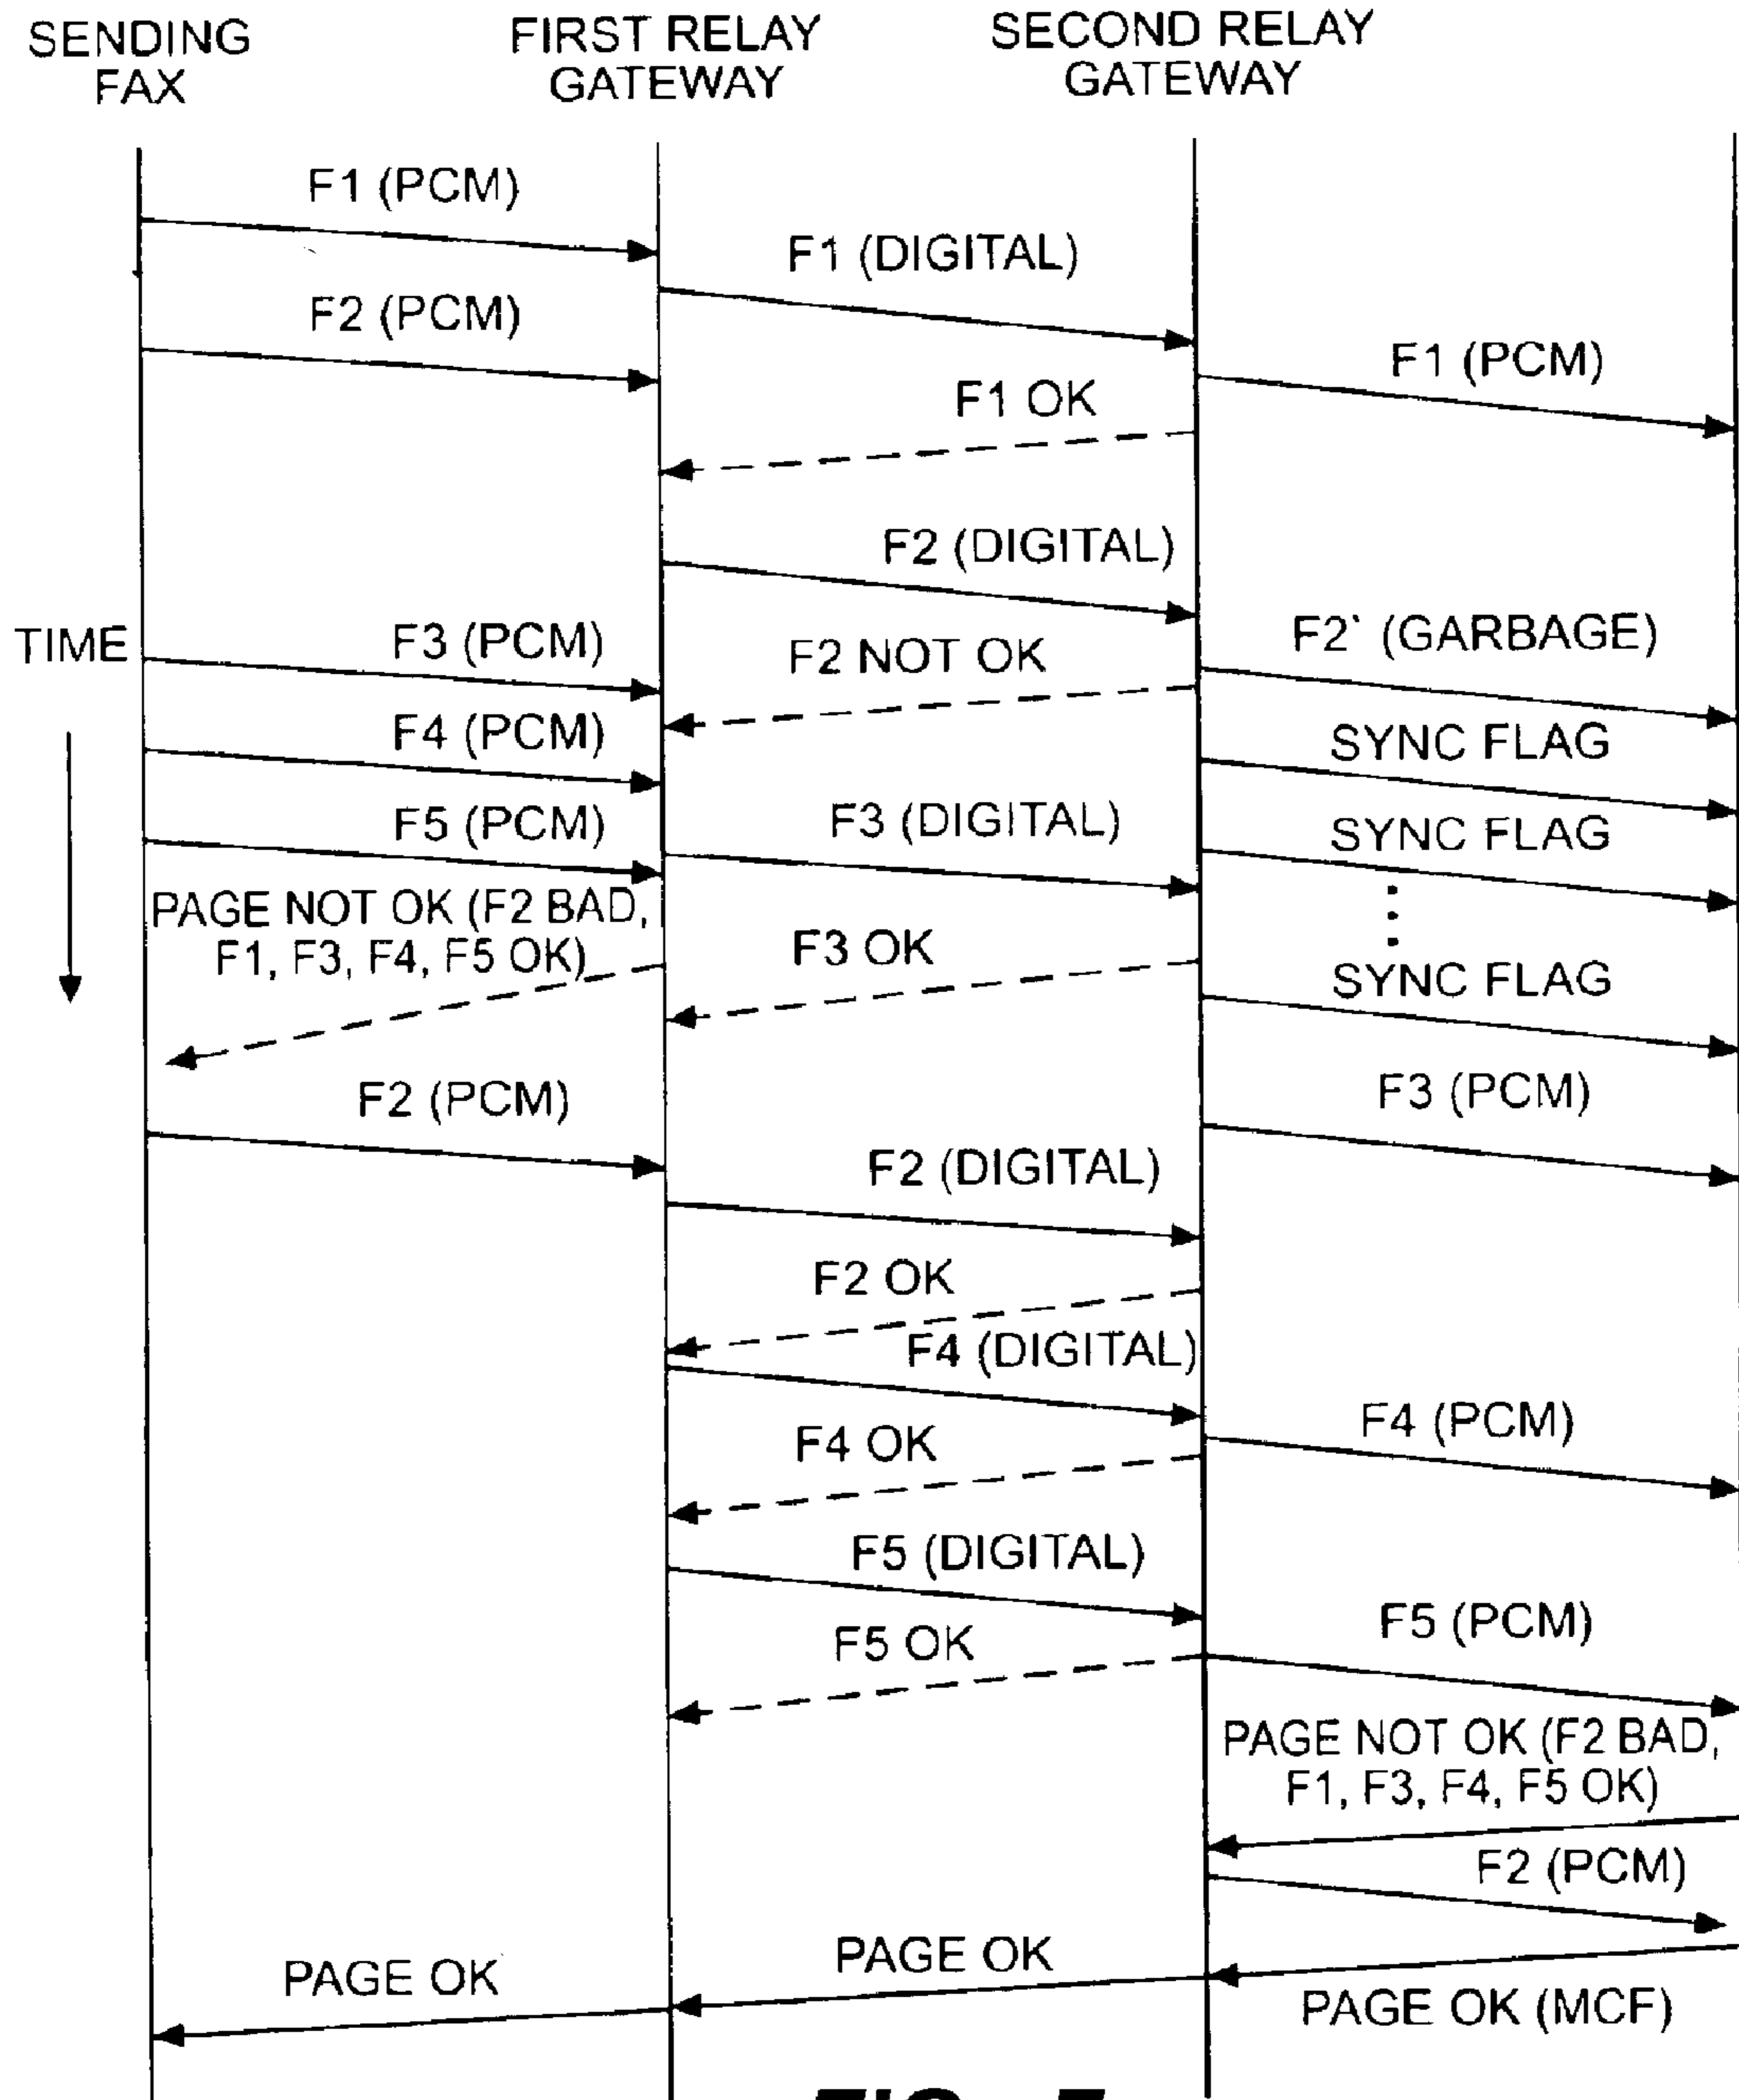 SENDING
FAX
FIRST RELAY
GATEWAY
SECOND RELAY
GATEWAY
F1 (PCM)
F1 (DIGITAL)
F2 (PCM)
F1 (PCM)
F1 OK
F2 (DIGITAL)
TIME
F3 (PCM)
F2 NOT OK
F2` (GARBAGE)
F4 (PCM)
SYNC FLAG
F5 (PCM)
F3 (DIGITAL)
SYNC FLAG
PAGE NOT OK (F2 BAD,
F1, F3, F4, F5 OK)
F3 OK
SYNC FLAG
F2 (PCM)
F3 (PCM)
F2 (DIGITAL)
F2 OK
F4 (DIGITAL)
F4 (PCM)
F4 OK
F5 (DIGITAL)
F5 (PCM)
F5 OK
PAGE NOT OK (F2 BAD,
F1, F3, F4, F5 OK)
F2 (PCM)
PAGE OK
PAGE OK
PAGE OK (MCF)